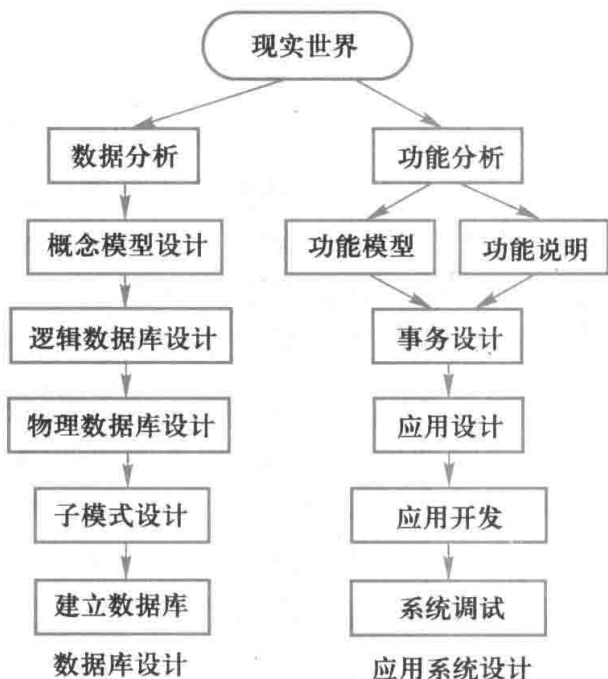 现实世界
数据分析
功能分析
概念模型设计
功能模型
功能说明
逻辑数据库设计
事务设计
物理数据库设计
应用设计
子模式设计
应用开发
建立数据库
系统调试
数据库设计
应用系统设计